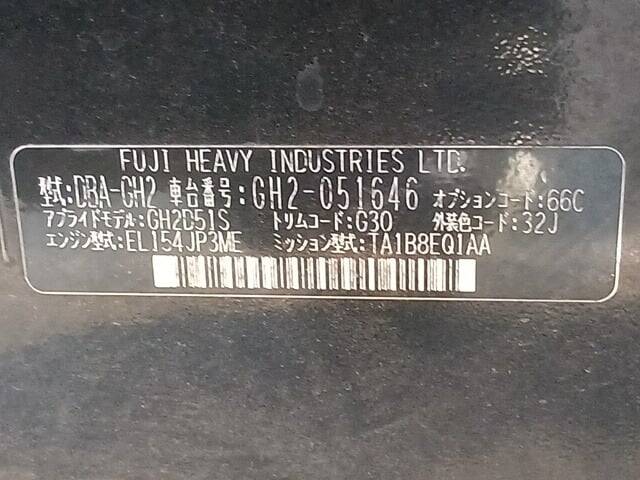 FUJI HEAVY INDUSTRIES LTD.
型式:DBA-GH2 車台番号:GH2-051646 オプションコード:66C
アプライドモデル:GH2D51S トリムコード:G30 外装色コード:32J
エンジン型式:EL154JP3ME ミッション型式:TA1B8EQ1AA